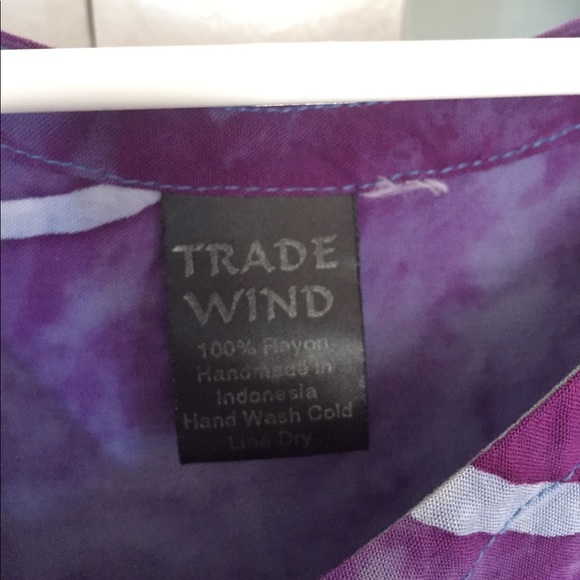 TRADE
WIND
100% Rayon
Handmade in
Indonesia
Hand Wash Cold
Line Dry